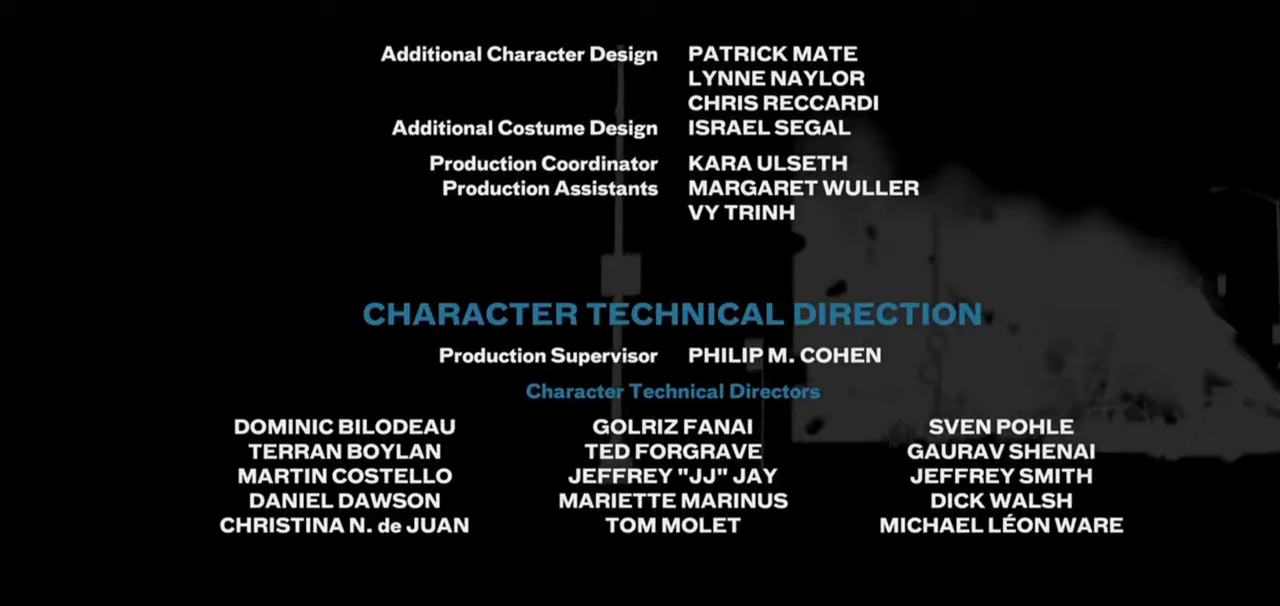 Additional Character Design PATRICK MATE
LYNNE NAYLOR
CHRIS RECCARDI
Additional Costume Design ISRAEL SEGAL
Production Coordinator KARA ULSETH
Production Assistants MARGARET WULLER
VY TRINH
CHARACTER TECHNICAL DIRECTION
Production Supervisor PHILIP M. COHEN
Character Technical Directors
DOMINIC BILODEAU GOLRIZ FANAI SVEN POHLE
TERRAN BOYLAN TED FORGRAVE GAURAV SHENAI
MARTIN COSTELLO JEFFREY "JJ" JAY JEFFREY SMITH
DANIEL DAWSON MARIETTE MARINUS DICK WALSH
CHRISTINA N. de JUAN TOM MOLET MICHAEL LÉON WARE